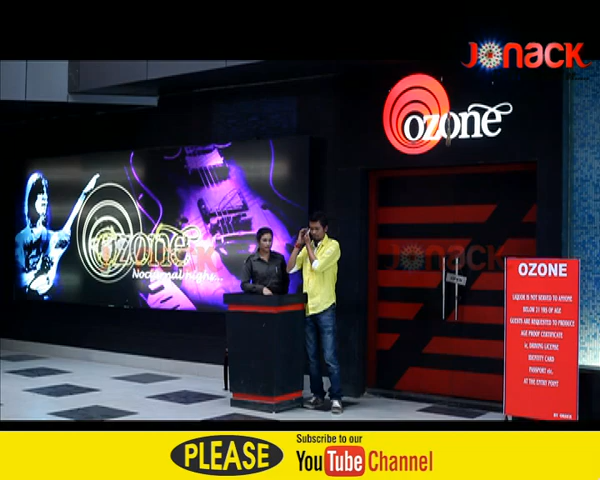 JONACK
OZONE
OZONE
Nocturnal nights..
JONACK
OZONE
LIQUOR IS NOT SERVED TO ANYONE
BELOW 21 YRS OF AGE
GUESTS ARE REQUESTED TO PRODUCE
AGE PROOF CERTIFICATE
ie, DRIVING LICENSE
IDENTITY CARD
PASSPORT etc.
AT THE ENTRY POINT
PLEASE
Subscribe to our
YouTube Channel